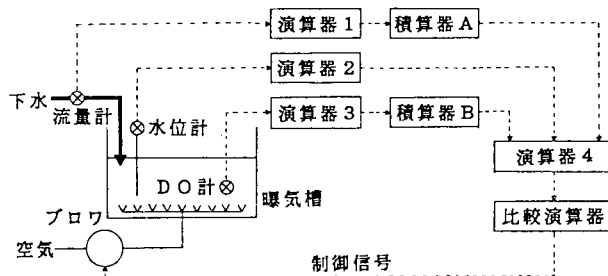 演算器1
積算器A
演算器2
下水
流量計
水位計
演算器3
積算器B
演算器4
DO計
曝気槽
ブロワ
比較演算器
空気
制御信号